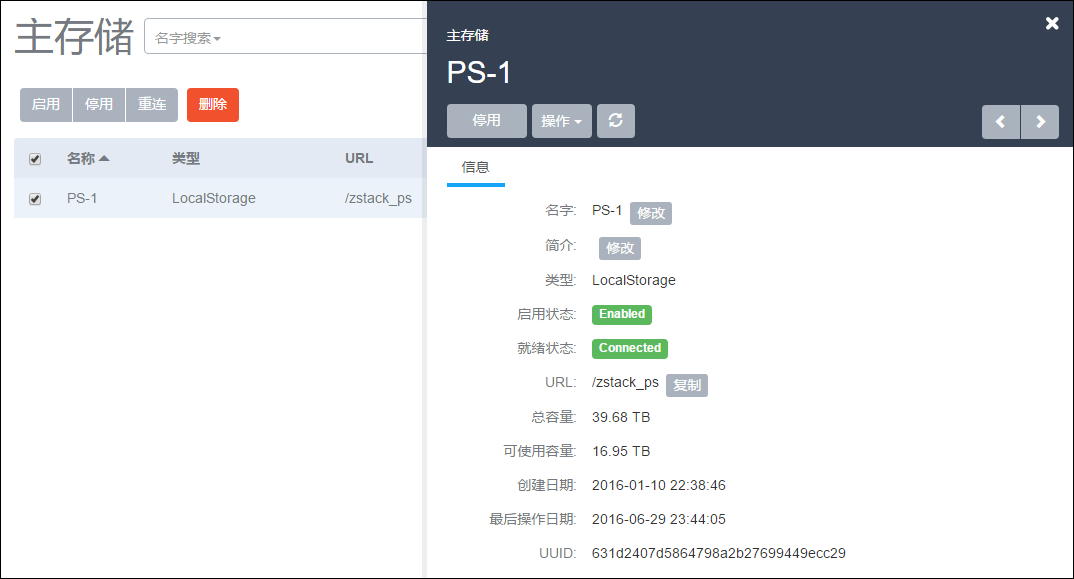 主存储
名字搜索
启用 停用 重连 删除
名称 类型 URL
PS-1 LocalStorage /zstack_ps
主存储
PS-1
停用 操作
信息
名字: PS-1 修改
简介: 修改
类型: LocalStorage
启用状态: Enabled
就绪状态: Connected
URL: /zstack_ps 复制
总容量: 39.68 TB
可使用容量: 16.95 TB
创建日期: 2016-01-10 22:38:46
最后操作日期: 2016-06-29 23:44:05
UUID: 631d2407d5864798a2b27699449ecc29